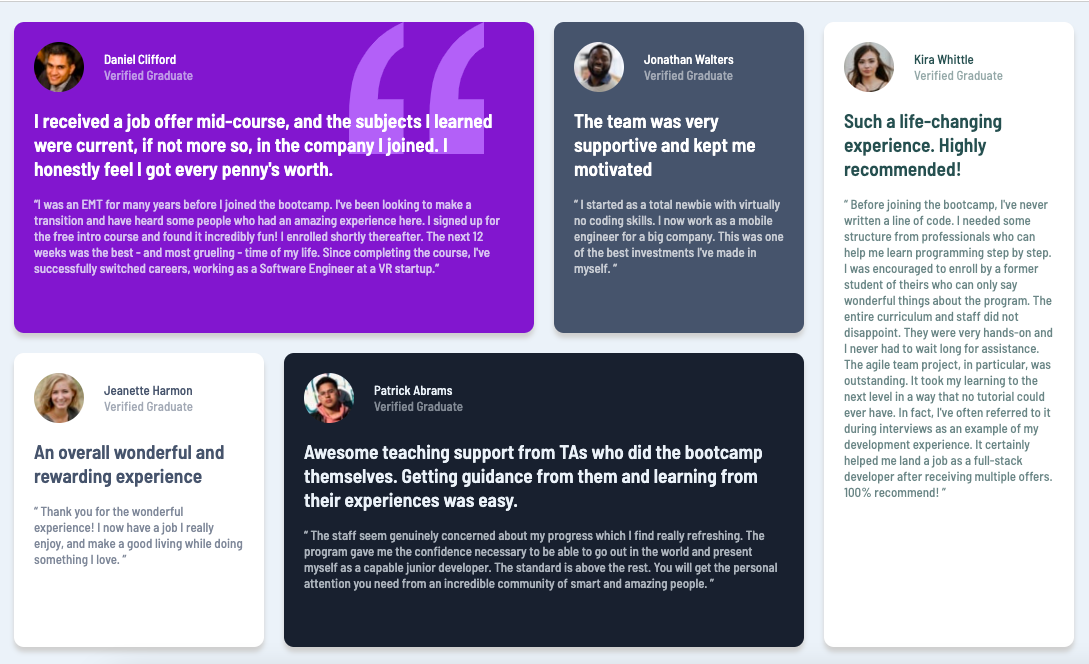 Daniel Clifford
Verified Graduate
I received a job offer mid-course, and the subjects I learned
were current, if not more so, in the company I joined. I
honestly feel I got every penny's worth.
“I was an EMT for many years before I joined the bootcamp. I've been looking to make a
transition and have heard some people who had an amazing experience here. I signed up for
the free intro course and found it incredibly fun! I enrolled shortly thereafter. The next 12
weeks was the best - and most grueling - time of my life. Since completing the course, I've
successfully switched careers, working as a Software Engineer at a VR startup.”
Jonathan Walters
Verified Graduate
The team was very
supportive and kept me
motivated
“ I started as a total newbie with virtually
no coding skills. I now work as a mobile
engineer for a big company. This was one
of the best investments I've made in
myself. ”
Kira Whittle
Verified Graduate
Such a life-changing
experience. Highly
recommended!
“ Before joining the bootcamp, I've never
written a line of code. I needed some
structure from professionals who can
help me learn programming step by step.
I was encouraged to enroll by a former
student of theirs who can only say
wonderful things about the program. The
entire curriculum and staff did not
disappoint. They were very hands-on and
I never had to wait long for assistance.
The agile team project, in particular, was
outstanding. It took my learning to the
next level in a way that no tutorial could
ever have. In fact, I've often referred to it
during interviews as an example of my
development experience. It certainly
helped me land a job as a full-stack
developer after receiving multiple offers.
100% recommend! ”
Jeanette Harmon
Verified Graduate
An overall wonderful and
rewarding experience
“ Thank you for the wonderful
experience! I now have a job I really
enjoy, and make a good living while doing
something I love. ”
Patrick Abrams
Verified Graduate
Awesome teaching support from TAs who did the bootcamp
themselves. Getting guidance from them and learning from
their experiences was easy.
“ The staff seem genuinely concerned about my progress which I find really refreshing. The
program gave me the confidence necessary to be able to go out in the world and present
myself as a capable junior developer. The standard is above the rest. You will get the personal
attention you need from an incredible community of smart and amazing people. ”